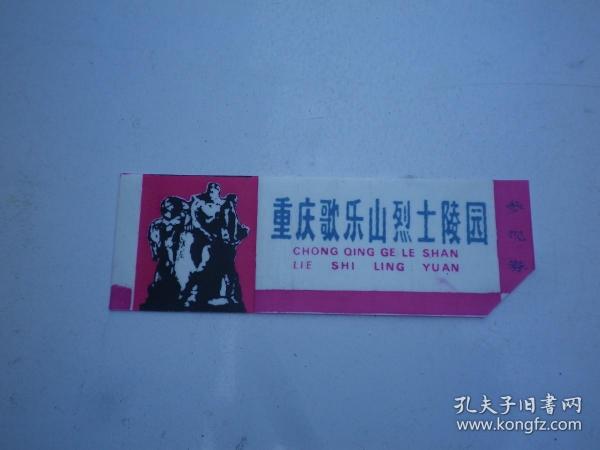 重庆歌乐山烈士陵园
CHONG QING GE LE SHAN
LIE SHI LING YUAN
参观券
孔夫子旧书网
www.kongfz.com